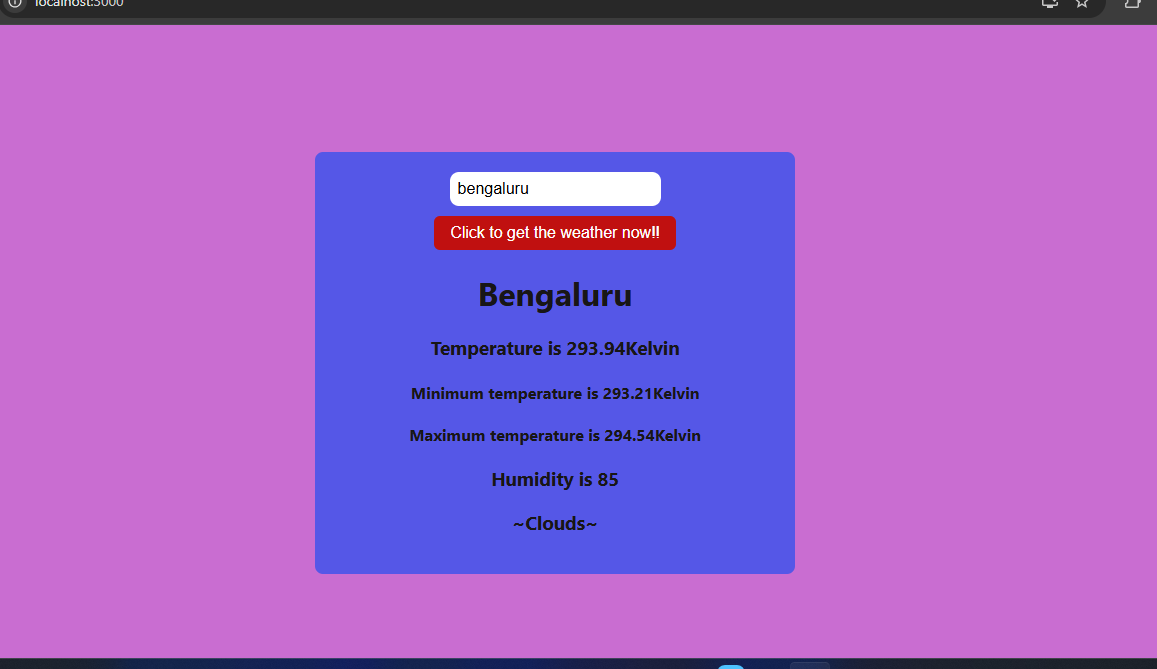 localhost:3000
bengaluru
Click to get the weather now!!
Bengaluru
Temperature is 293.94Kelvin
Minimum temperature is 293.21Kelvin
Maximum temperature is 294.54Kelvin
Humidity is 85
~Clouds~